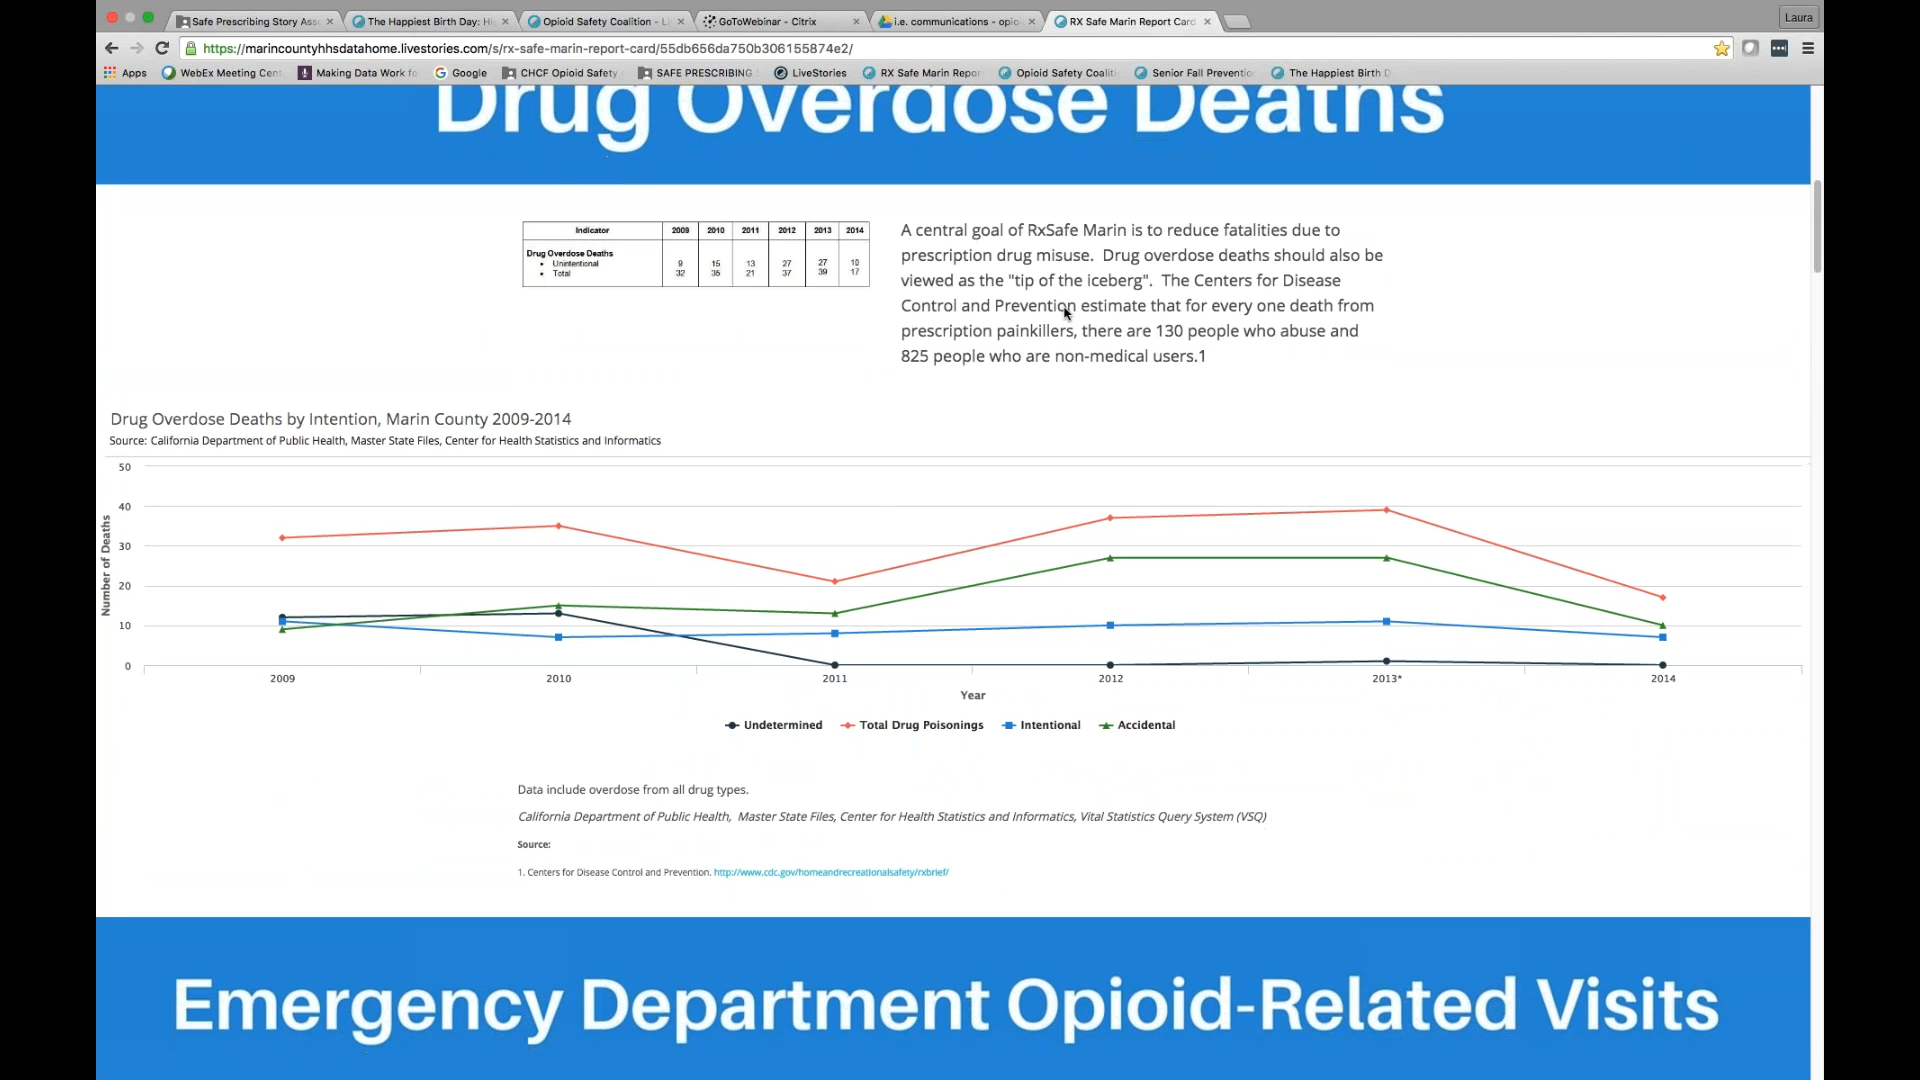 Safe Prescribing Story Ass
The Happiest Birth Day: Hi
Opioid Safety Coalition - Li
GoToWebinar - Citrix
i.e. communications - opio
RX Safe Marin Report Card
Laura
https://marincountyhhsdatahome.livestories.com/s/rx-safe-marin-report-card/55db656da750b306155874e2/
Apps WebEx Meeting Cent Making Data Work fo Google CHCF Opioid Safety SAFE PRESCRIBING LiveStories RX Safe Marin Repor Opioid Safety Coaliti Senior Fall Preventio The Happiest Birth D
Drug Overdose Deaths
Indicator 2009 2010 2011 2012 2013 2014
Drug Overdose Deaths
• Unintentional 9 15 13 27 27 10
• Total 32 35 21 37 39 17
A central goal of RxSafe Marin is to reduce fatalities due to
prescription drug misuse. Drug overdose deaths should also be
viewed as the "tip of the iceberg". The Centers for Disease
Control and Prevention estimate that for every one death from
prescription painkillers, there are 130 people who abuse and
825 people who are non-medical users.1
Drug Overdose Deaths by Intention, Marin County 2009-2014
Source: California Department of Public Health, Master State Files, Center for Health Statistics and Informatics
Number of Deaths
50
40
30
20
10
0
2009 2010 2011 2012 2013* 2014
Year
Undetermined Total Drug Poisonings Intentional Accidental
Data include overdose from all drug types.
California Department of Public Health, Master State Files, Center for Health Statistics and Informatics, Vital Statistics Query System (VSQ)
Source:
1. Centers for Disease Control and Prevention. http://www.cdc.gov/homeandrecreationalsafety/rxbrief/
Emergency Department Opioid-Related Visits